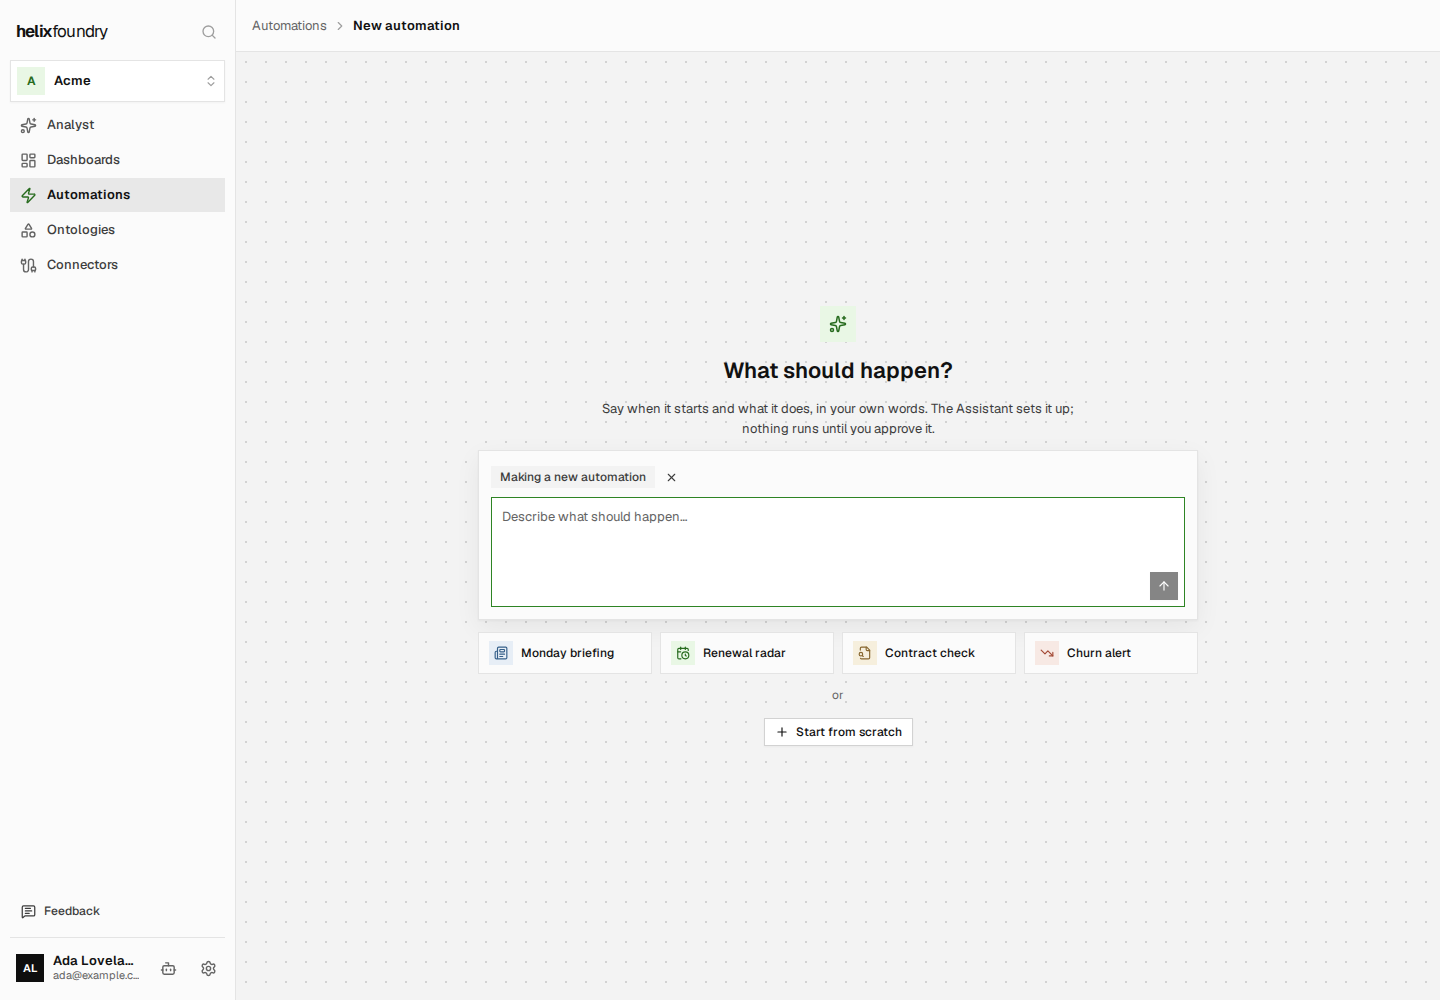 helixfoundry
A
Acme
Analyst
Dashboards
Automations
Ontologies
Connectors
Feedback
AL
Ada Lovela…
ada@example.c…
Automations
New automation
What should happen?
Say when it starts and what it does, in your own words. The Assistant sets it up;
nothing runs until you approve it.
Making a new automation
Describe what should happen…
Monday briefing
Renewal radar
Contract check
Churn alert
or
Start from scratch